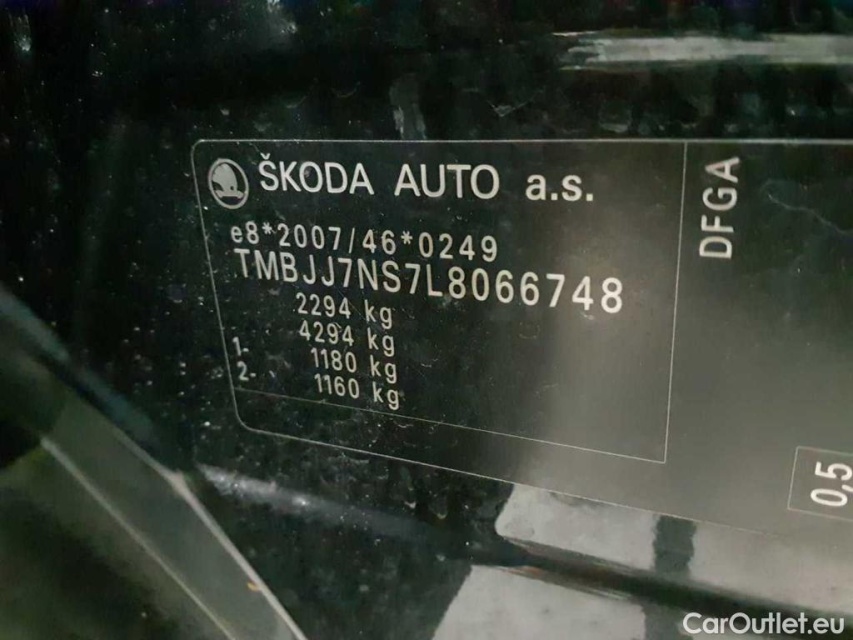 ŠKODA AUTO a.s.
e8*2007/46*0249
TMBJJ7NS7L8066748
2294 kg
4294 kg
1- 1180 kg
2- 1160 kg
DFGA
0,5
CarOutlet.eu